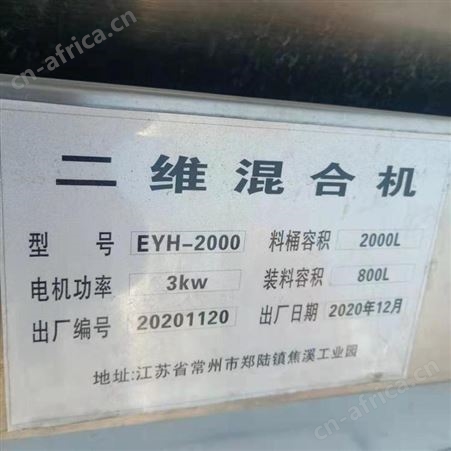 cn-africa.com
二维混合机
型 号 EYH-2000 料桶容积 2000L
电机功率 3kw 装料容积 800L
出厂编号 20201120 出厂日期 2020年12月
地址:江苏省常州市郑陆镇焦溪工业园
cn-africa.com